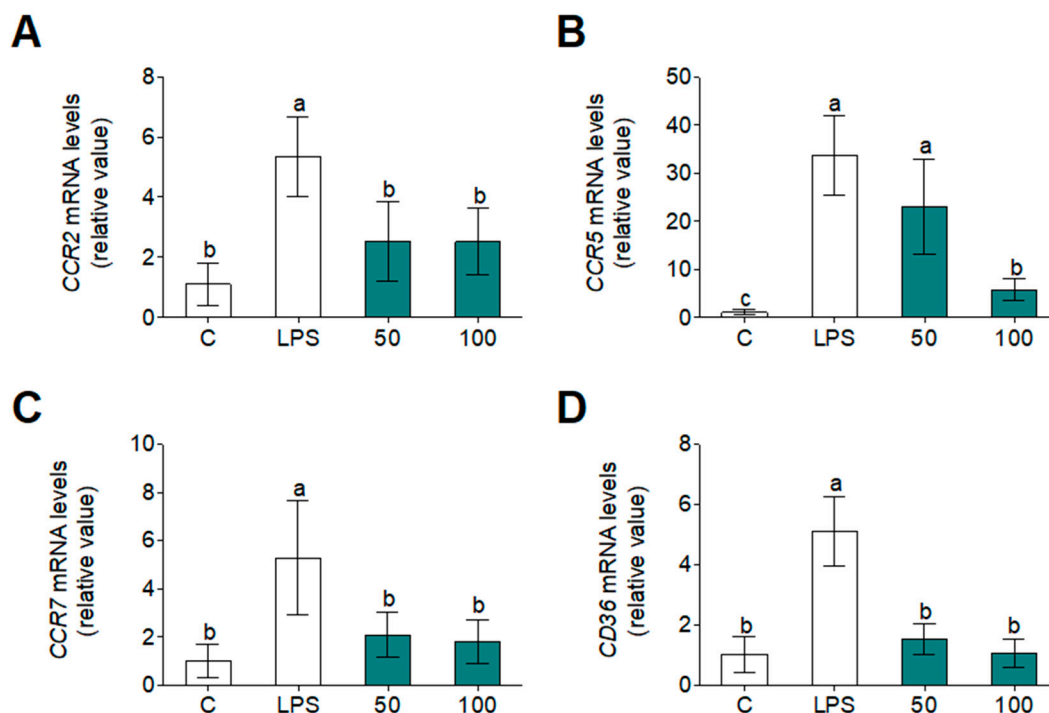 A
CCR2 mRNA levels
(relative value)
8
6
4
2
0
b
a
b
b
C LPS 50 100
B
CCR5 mRNA levels
(relative value)
50
40
30
20
10
0
c
a
a
b
C LPS 50 100
C
CCR7 mRNA levels
(relative value)
10
8
6
4
2
0
b
a
b
b
C LPS 50 100
D
CD36 mRNA levels
(relative value)
8
6
4
2
0
b
a
b
b
C LPS 50 100